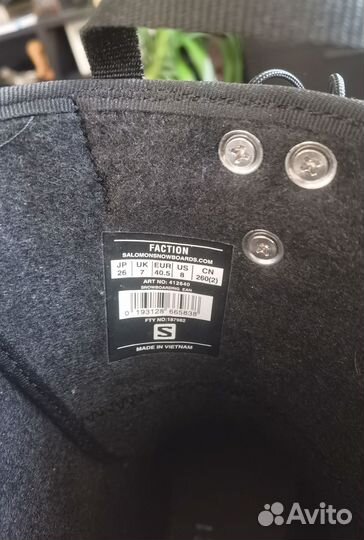 FACTION
SALOMONSNOWBOARDS.COM
JP UK EUR US CN
26 7 40.5 8 260(2)
ART NO: 412640
SNOWBOARDING EAN
0 193128 665838
FTY NO:187982
S
MADE IN VIETNAM
Avito